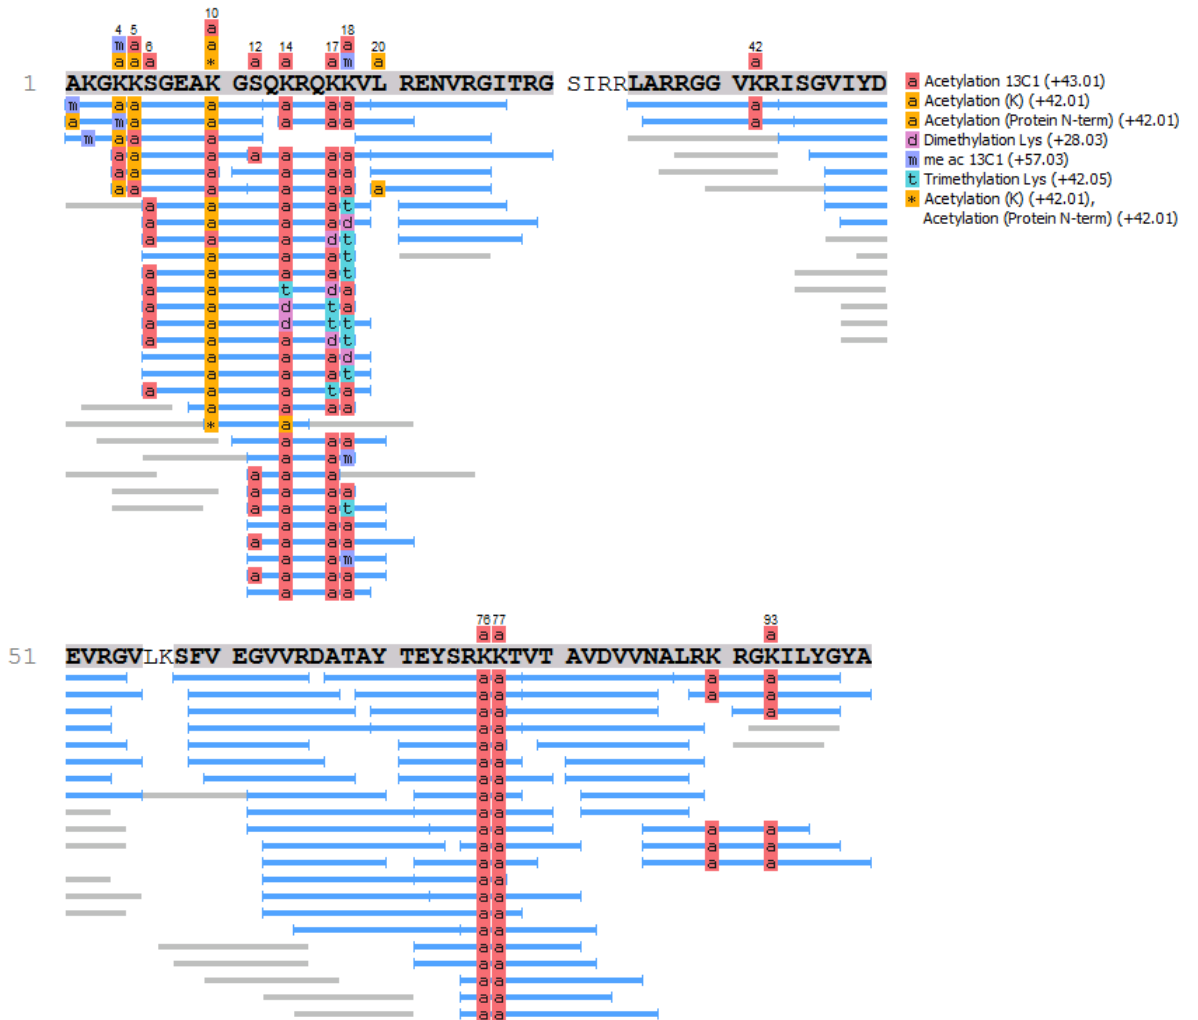 10
4 5 a 18
m a 6 a 12 14 17 a 20 42
a a a * a a a m a a
1 AKGKKSGEAK GSQKRQKKVL RENVRGITRG SIRRLARRGG VKRISGVIYD
m a a a a a a a
a m a a a a a a
m a a a
a a a a a a a
a a a a a a
a a a a a a a
a a a a t
a a a a d
a a a d t
a a a t
a a a a t
a a t d a
a a d t a
a a d t t
a a a d t
a a a d
a a a t
a a a t a
a a a a
* a
a a a
a a m
a a a
a a a a
a a a t
a a a
a a a a
a a m
a a a a
a a a
a Acetylation 13C1 (+43.01)
a Acetylation (K) (+42.01)
a Acetylation (Protein N-term) (+42.01)
d Dimethylation Lys (+28.03)
m me ac 13C1 (+57.03)
t Trimethylation Lys (+42.05)
* Acetylation (K) (+42.01),
Acetylation (Protein N-term) (+42.01)
76 77 93
a a a
51 EVRGVLKSFV EGVVRDATAY TEYSRKKTVT AVDVVNALRK RGKILYGYA
a a a a
a a a a
a a a
a a
a a
a a
a a
a a
a a
a a a a
a a a a
a a a a
a a
a a
a a
a a
a a
a a
a a
a a
a a